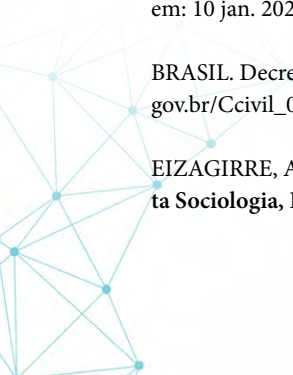 em: 10 jan. 202
BRASIL. Decre
gov.br/Ccivil_0
EIZAGIRRE, A
ta Sociologia,